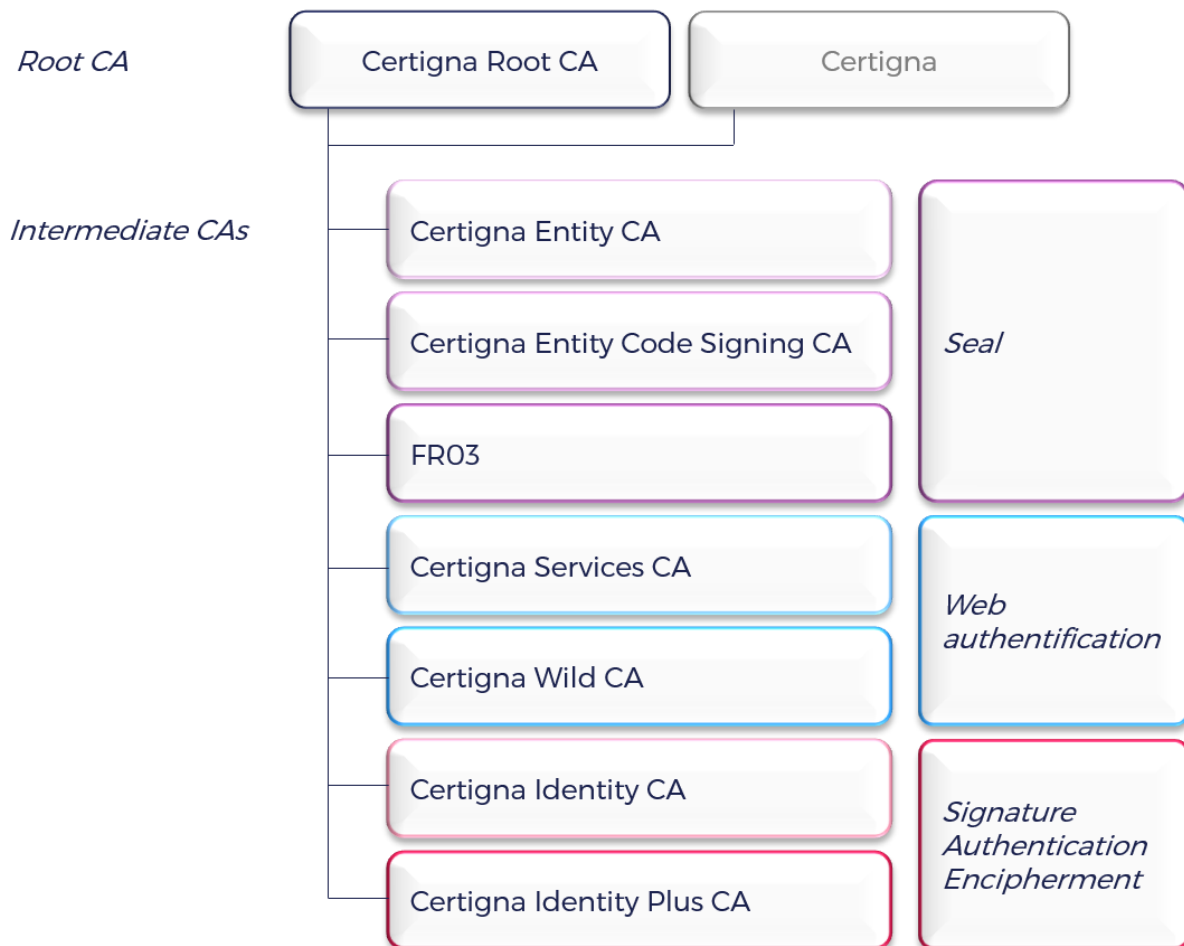 Root CA
Certigna Root CA
Certigna
Intermediate CAs
Certigna Entity CA
Certigna Entity Code Signing CA
FR03
Seal
Certigna Services CA
Certigna Wild CA
Web
authentification
Certigna Identity CA
Certigna Identity Plus CA
Signature
Authentication
Encipherment